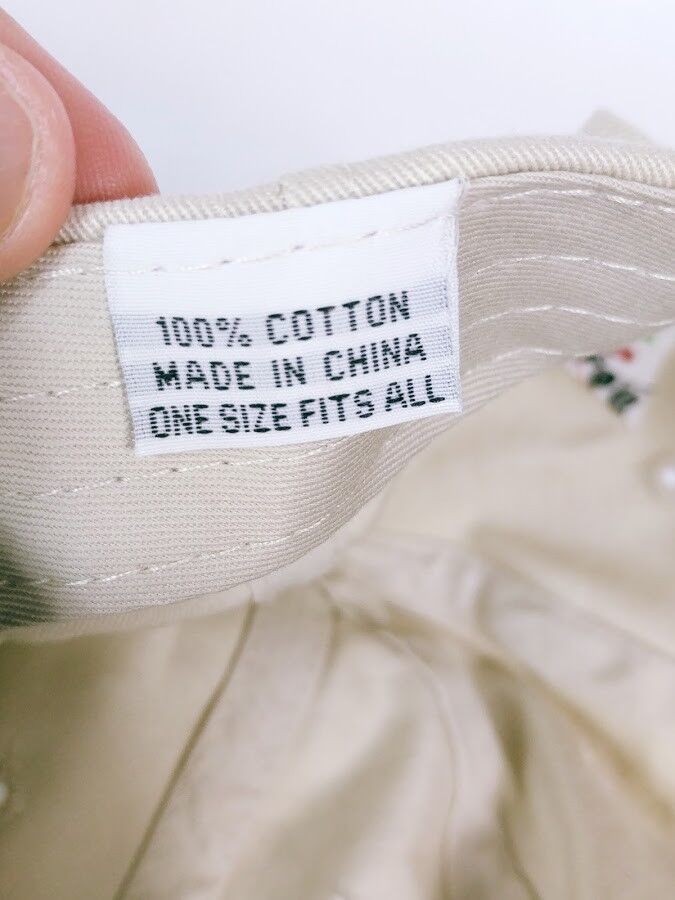 100% COTTON
MADE IN CHINA
ONE SIZE FITS ALL